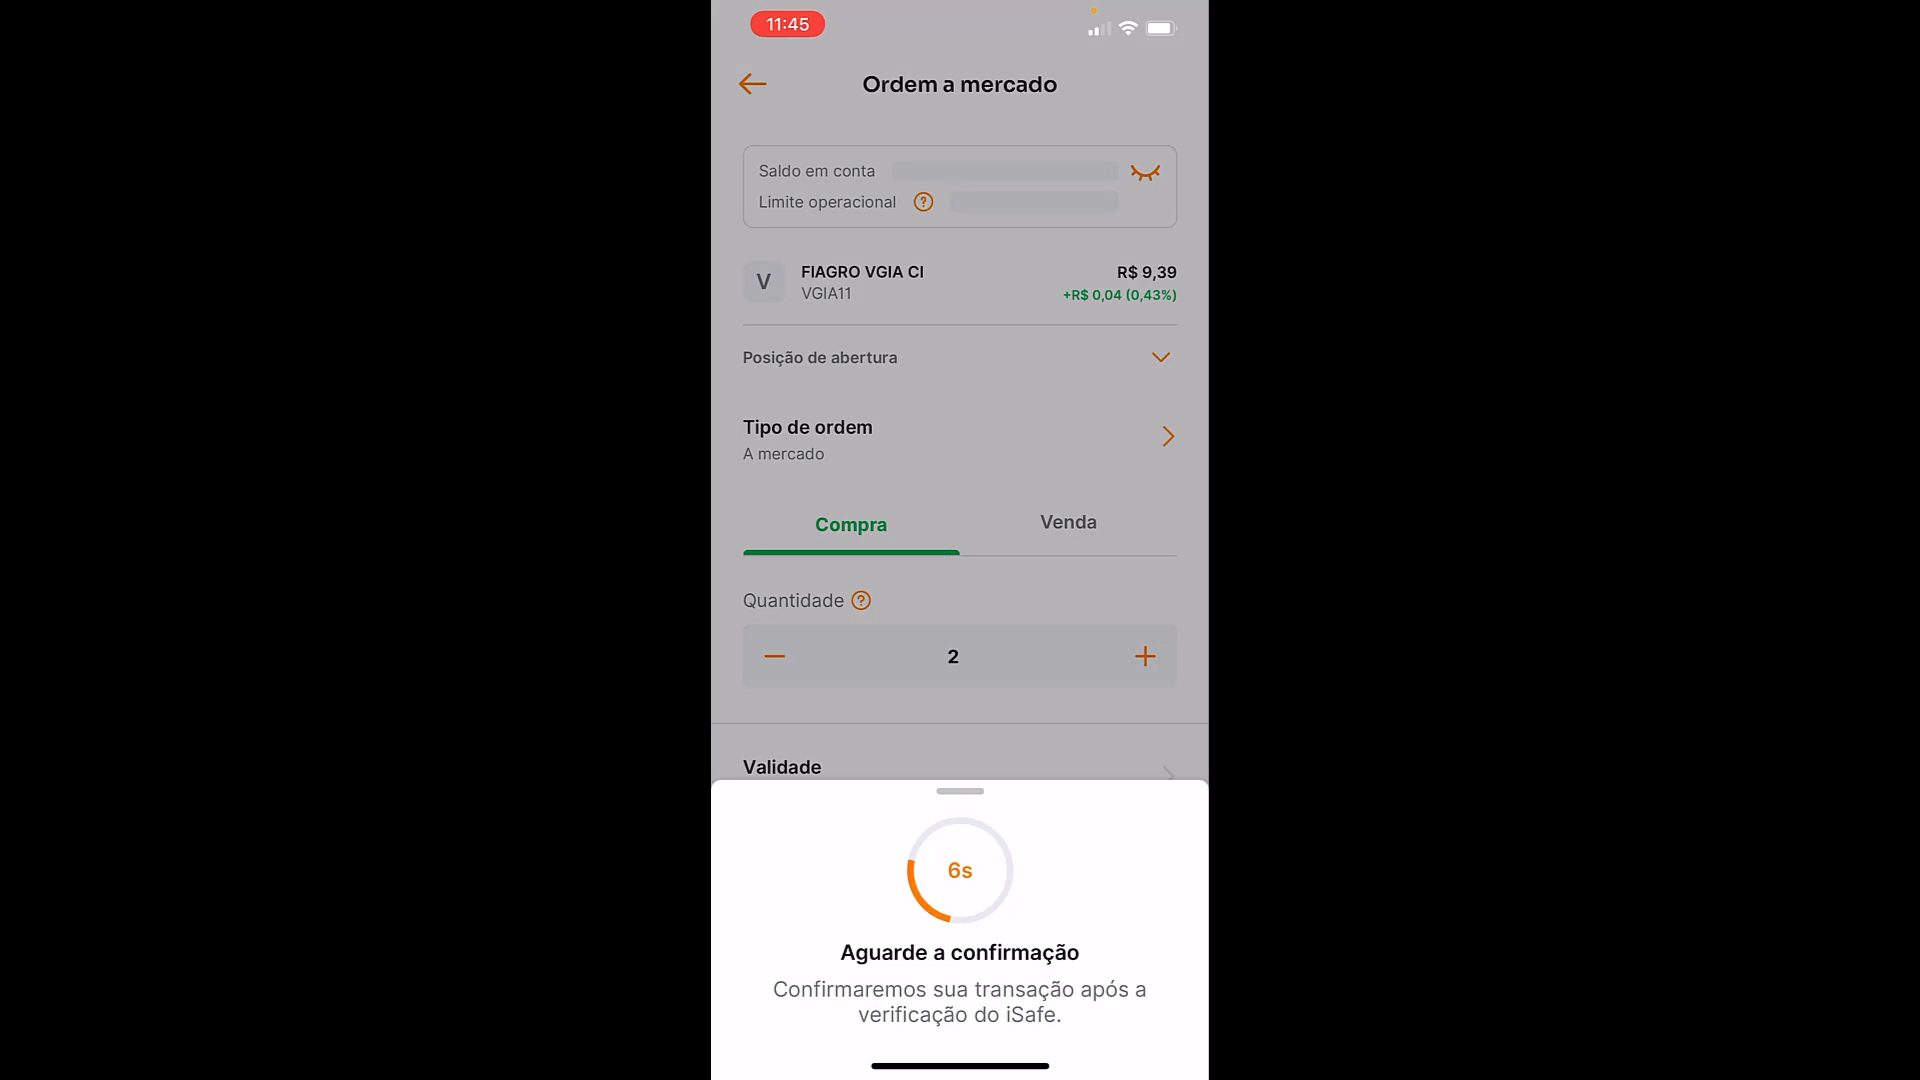 11:45
Ordem a mercado
Saldo em conta
Limite operacional ?
V
FIAGRO VGIA CI
R$ 9,39
VGIA11
+R$ 0,04 (0,43%)
Posição de abertura
Tipo de ordem
A mercado
Compra
Venda
Quantidade ?
2
Validade
6s
Aguarde a confirmação
Confirmaremos sua transação após a
verificação do iSafe.